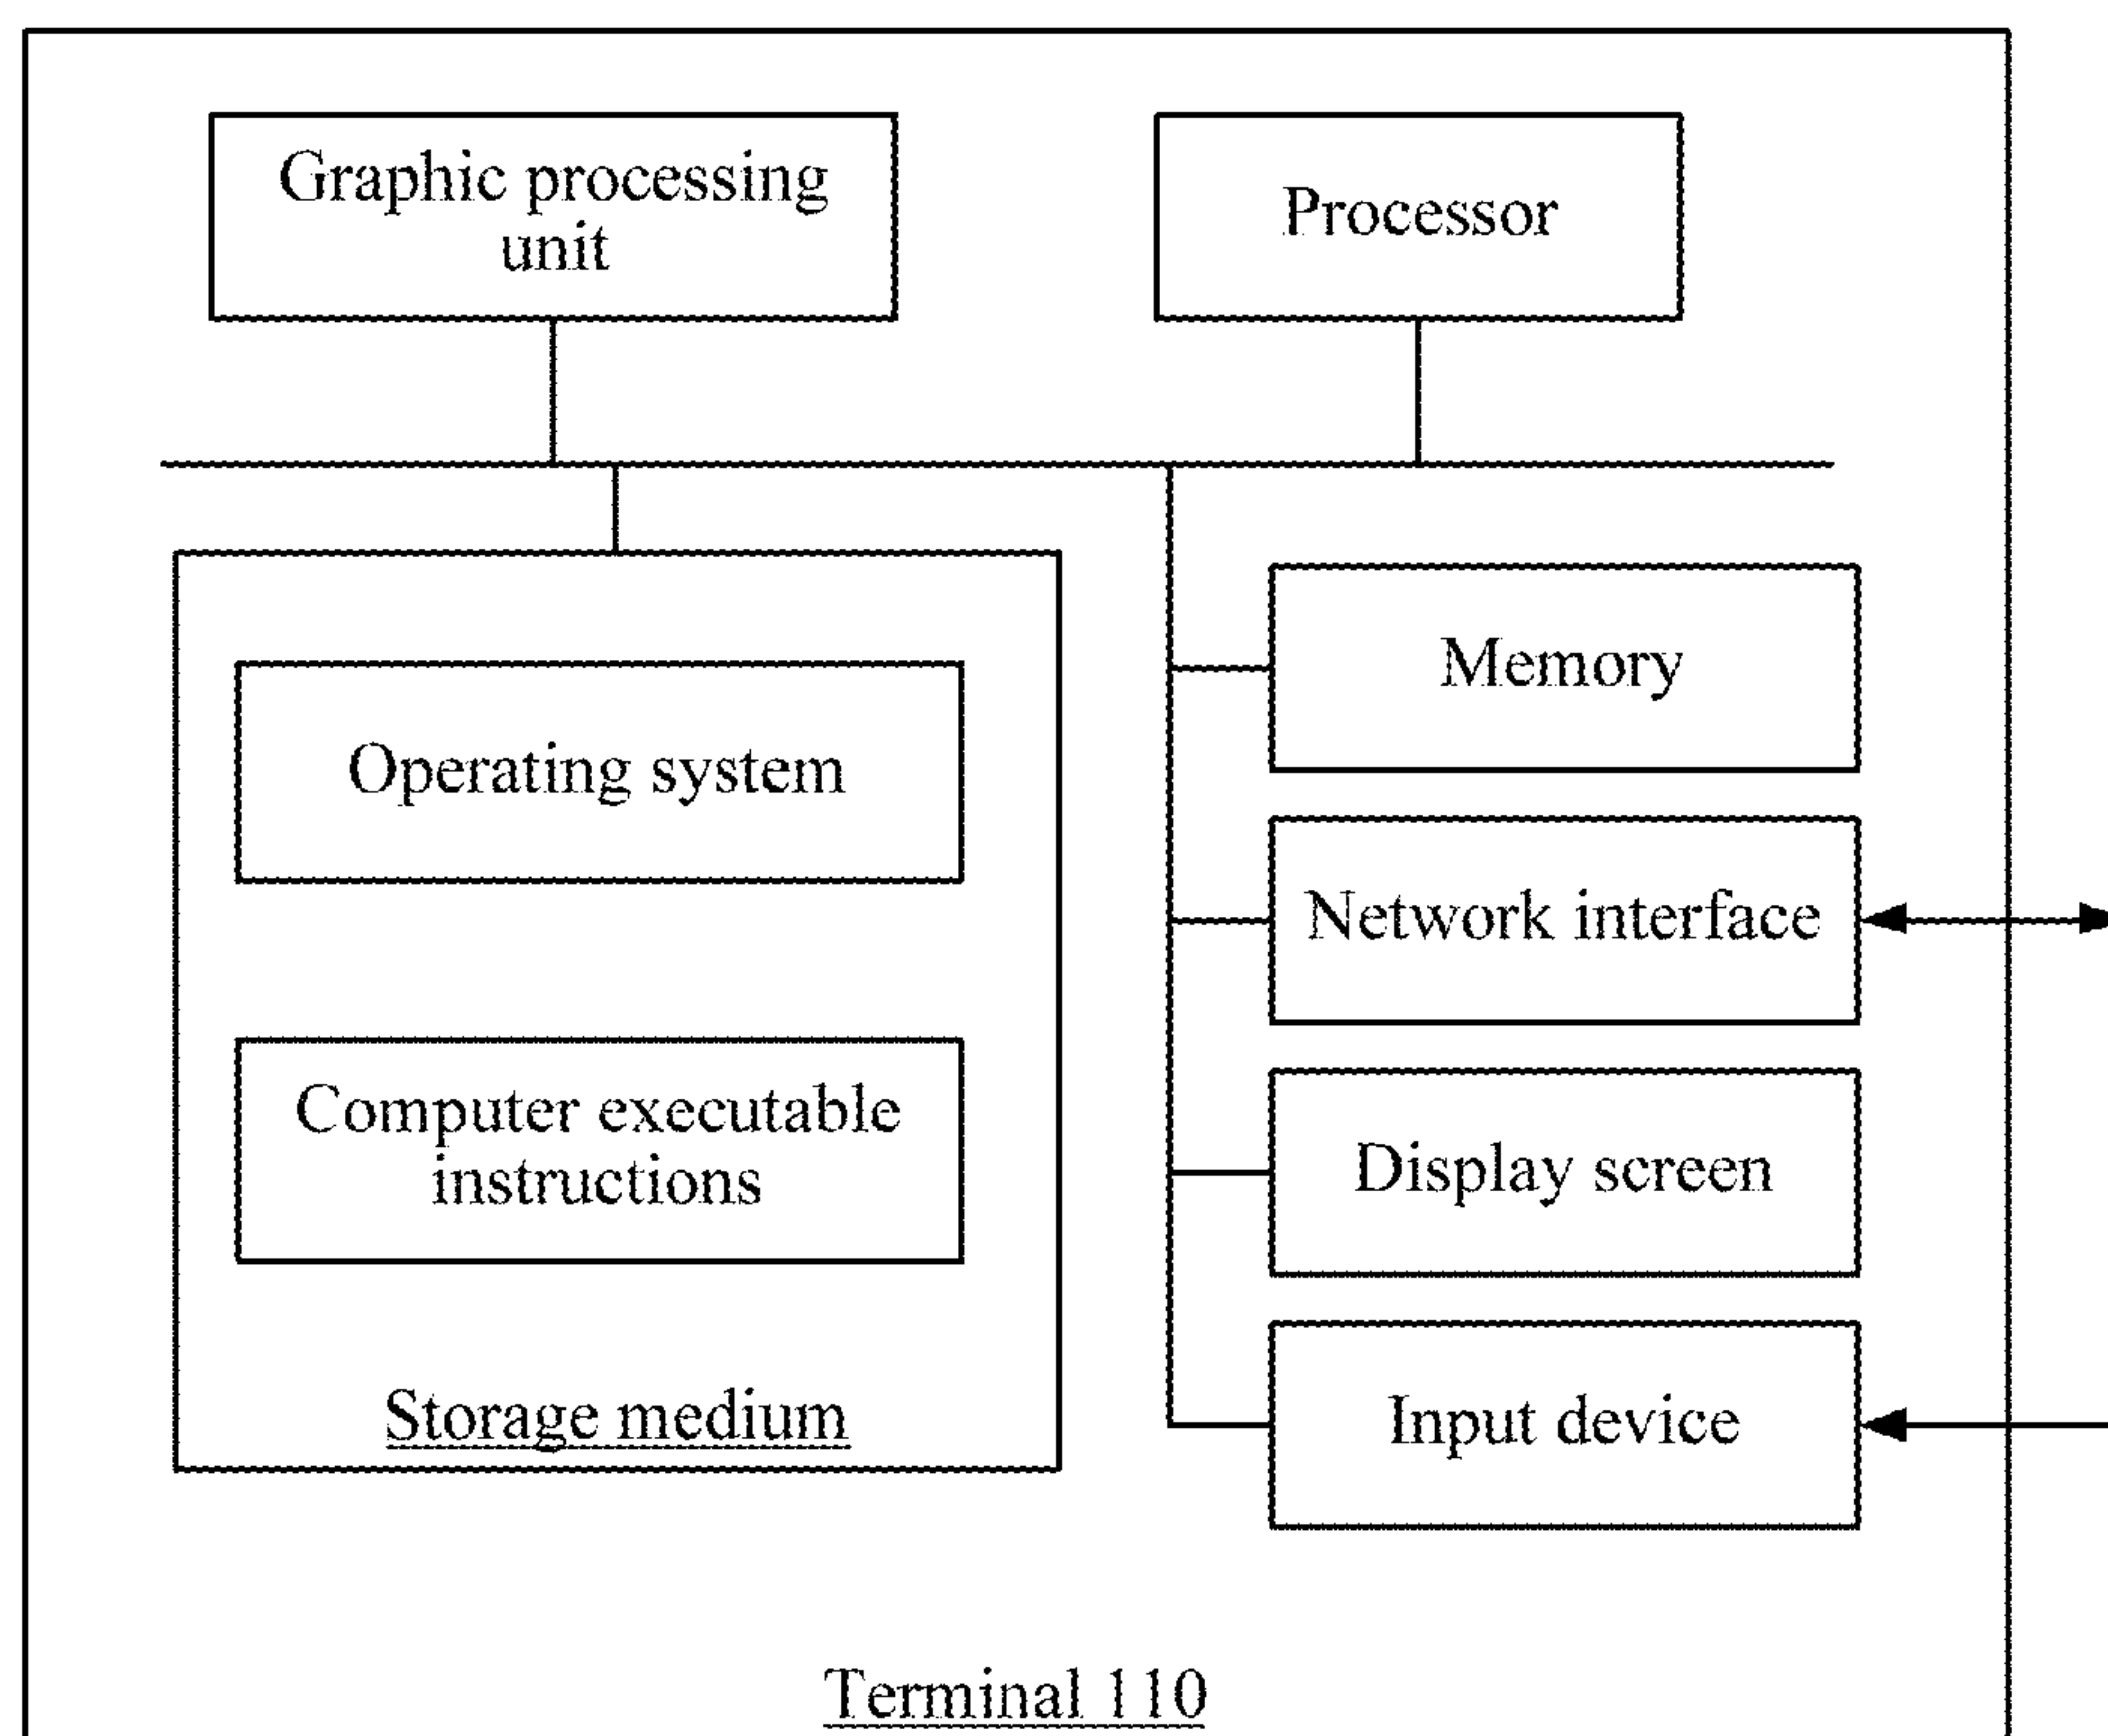 Graphic processing
unit
Processor
Operating system
Computer executable
instructions
Storage medium
Memory
Network interface
Display screen
Input device
Terminal 110